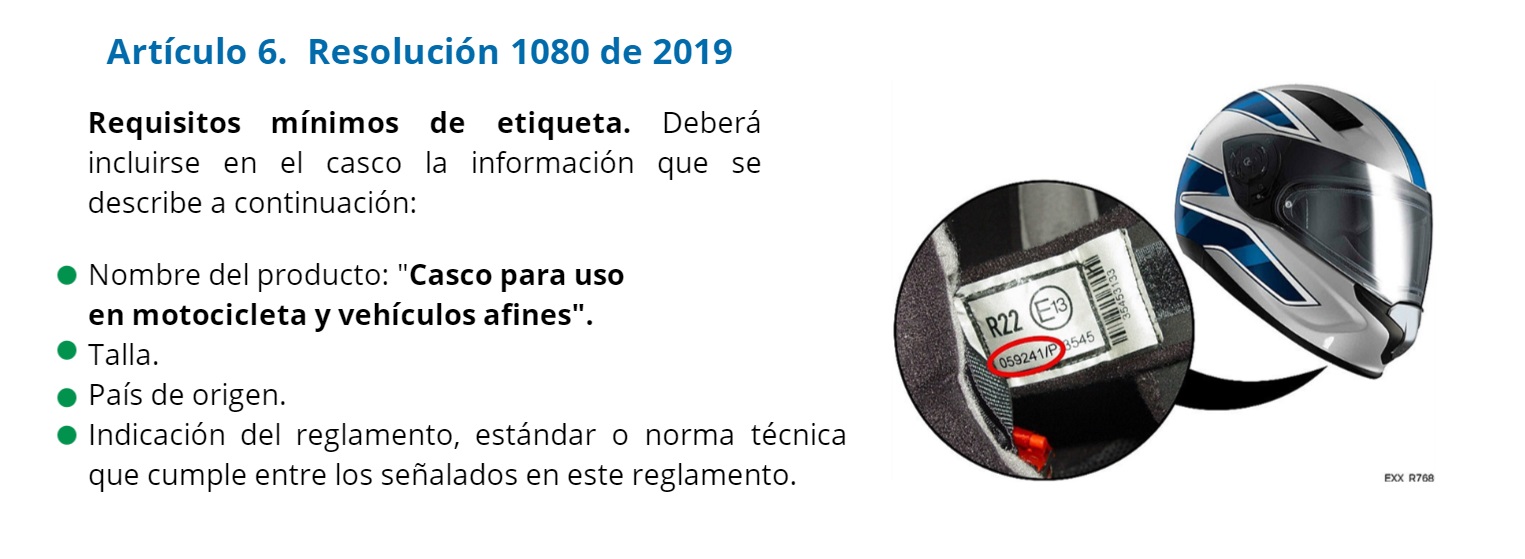 Artículo 6. Resolución 1080 de 2019
Requisitos mínimos de etiqueta. Deberá
incluirse en el casco la información que se
describe a continuación:
Nombre del producto: "Casco para uso
en motocicleta y vehículos afines".
Talla.
País de origen.
Indicación del reglamento, estándar o norma técnica
que cumple entre los señalados en este reglamento.
R22 E13
059241/P 3545
35453133
EXX R768